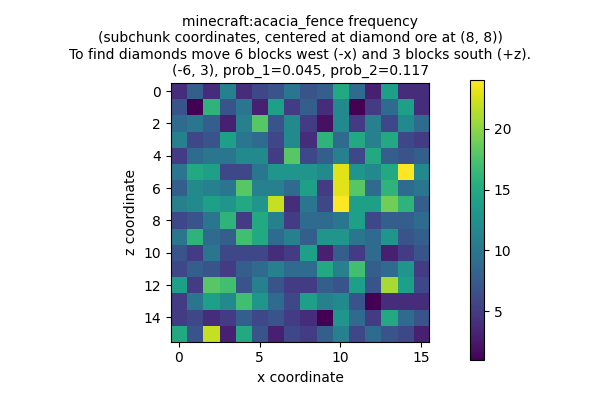 minecraft:acacia_fence frequency
(subchunk coordinates, centered at diamond ore at (8, 8))
To find diamonds move 6 blocks west (-x) and 3 blocks south (+z).
(-6, 3), prob_1=0.045, prob_2=0.117
0
2
4
6
8
10
12
14
z coordinate
0 5 10 15
x coordinate
20
15
10
5